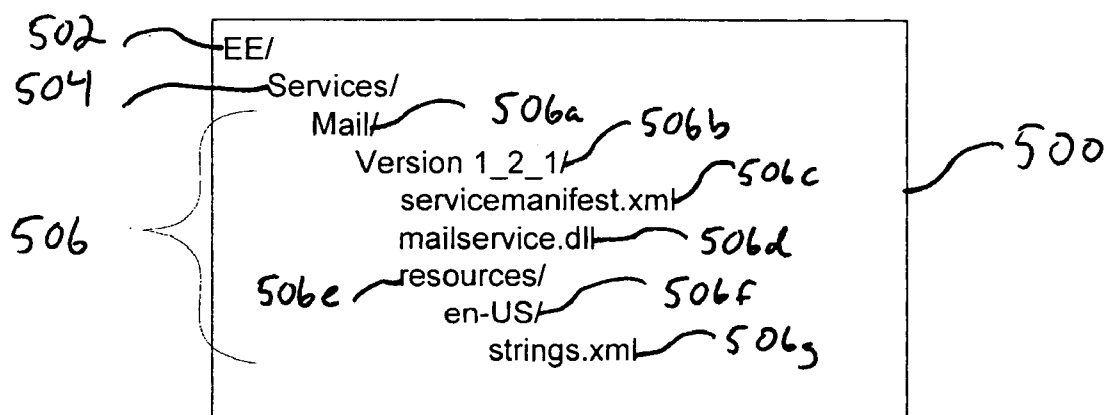 502 EE/
504 Services/
Mail/ 506a
Version 1_2_1/ 506b
500
servicemanifest.xml 506c
506 mailservice.dll 506d
506e resources/
en-US/ 506f
strings.xml 506g